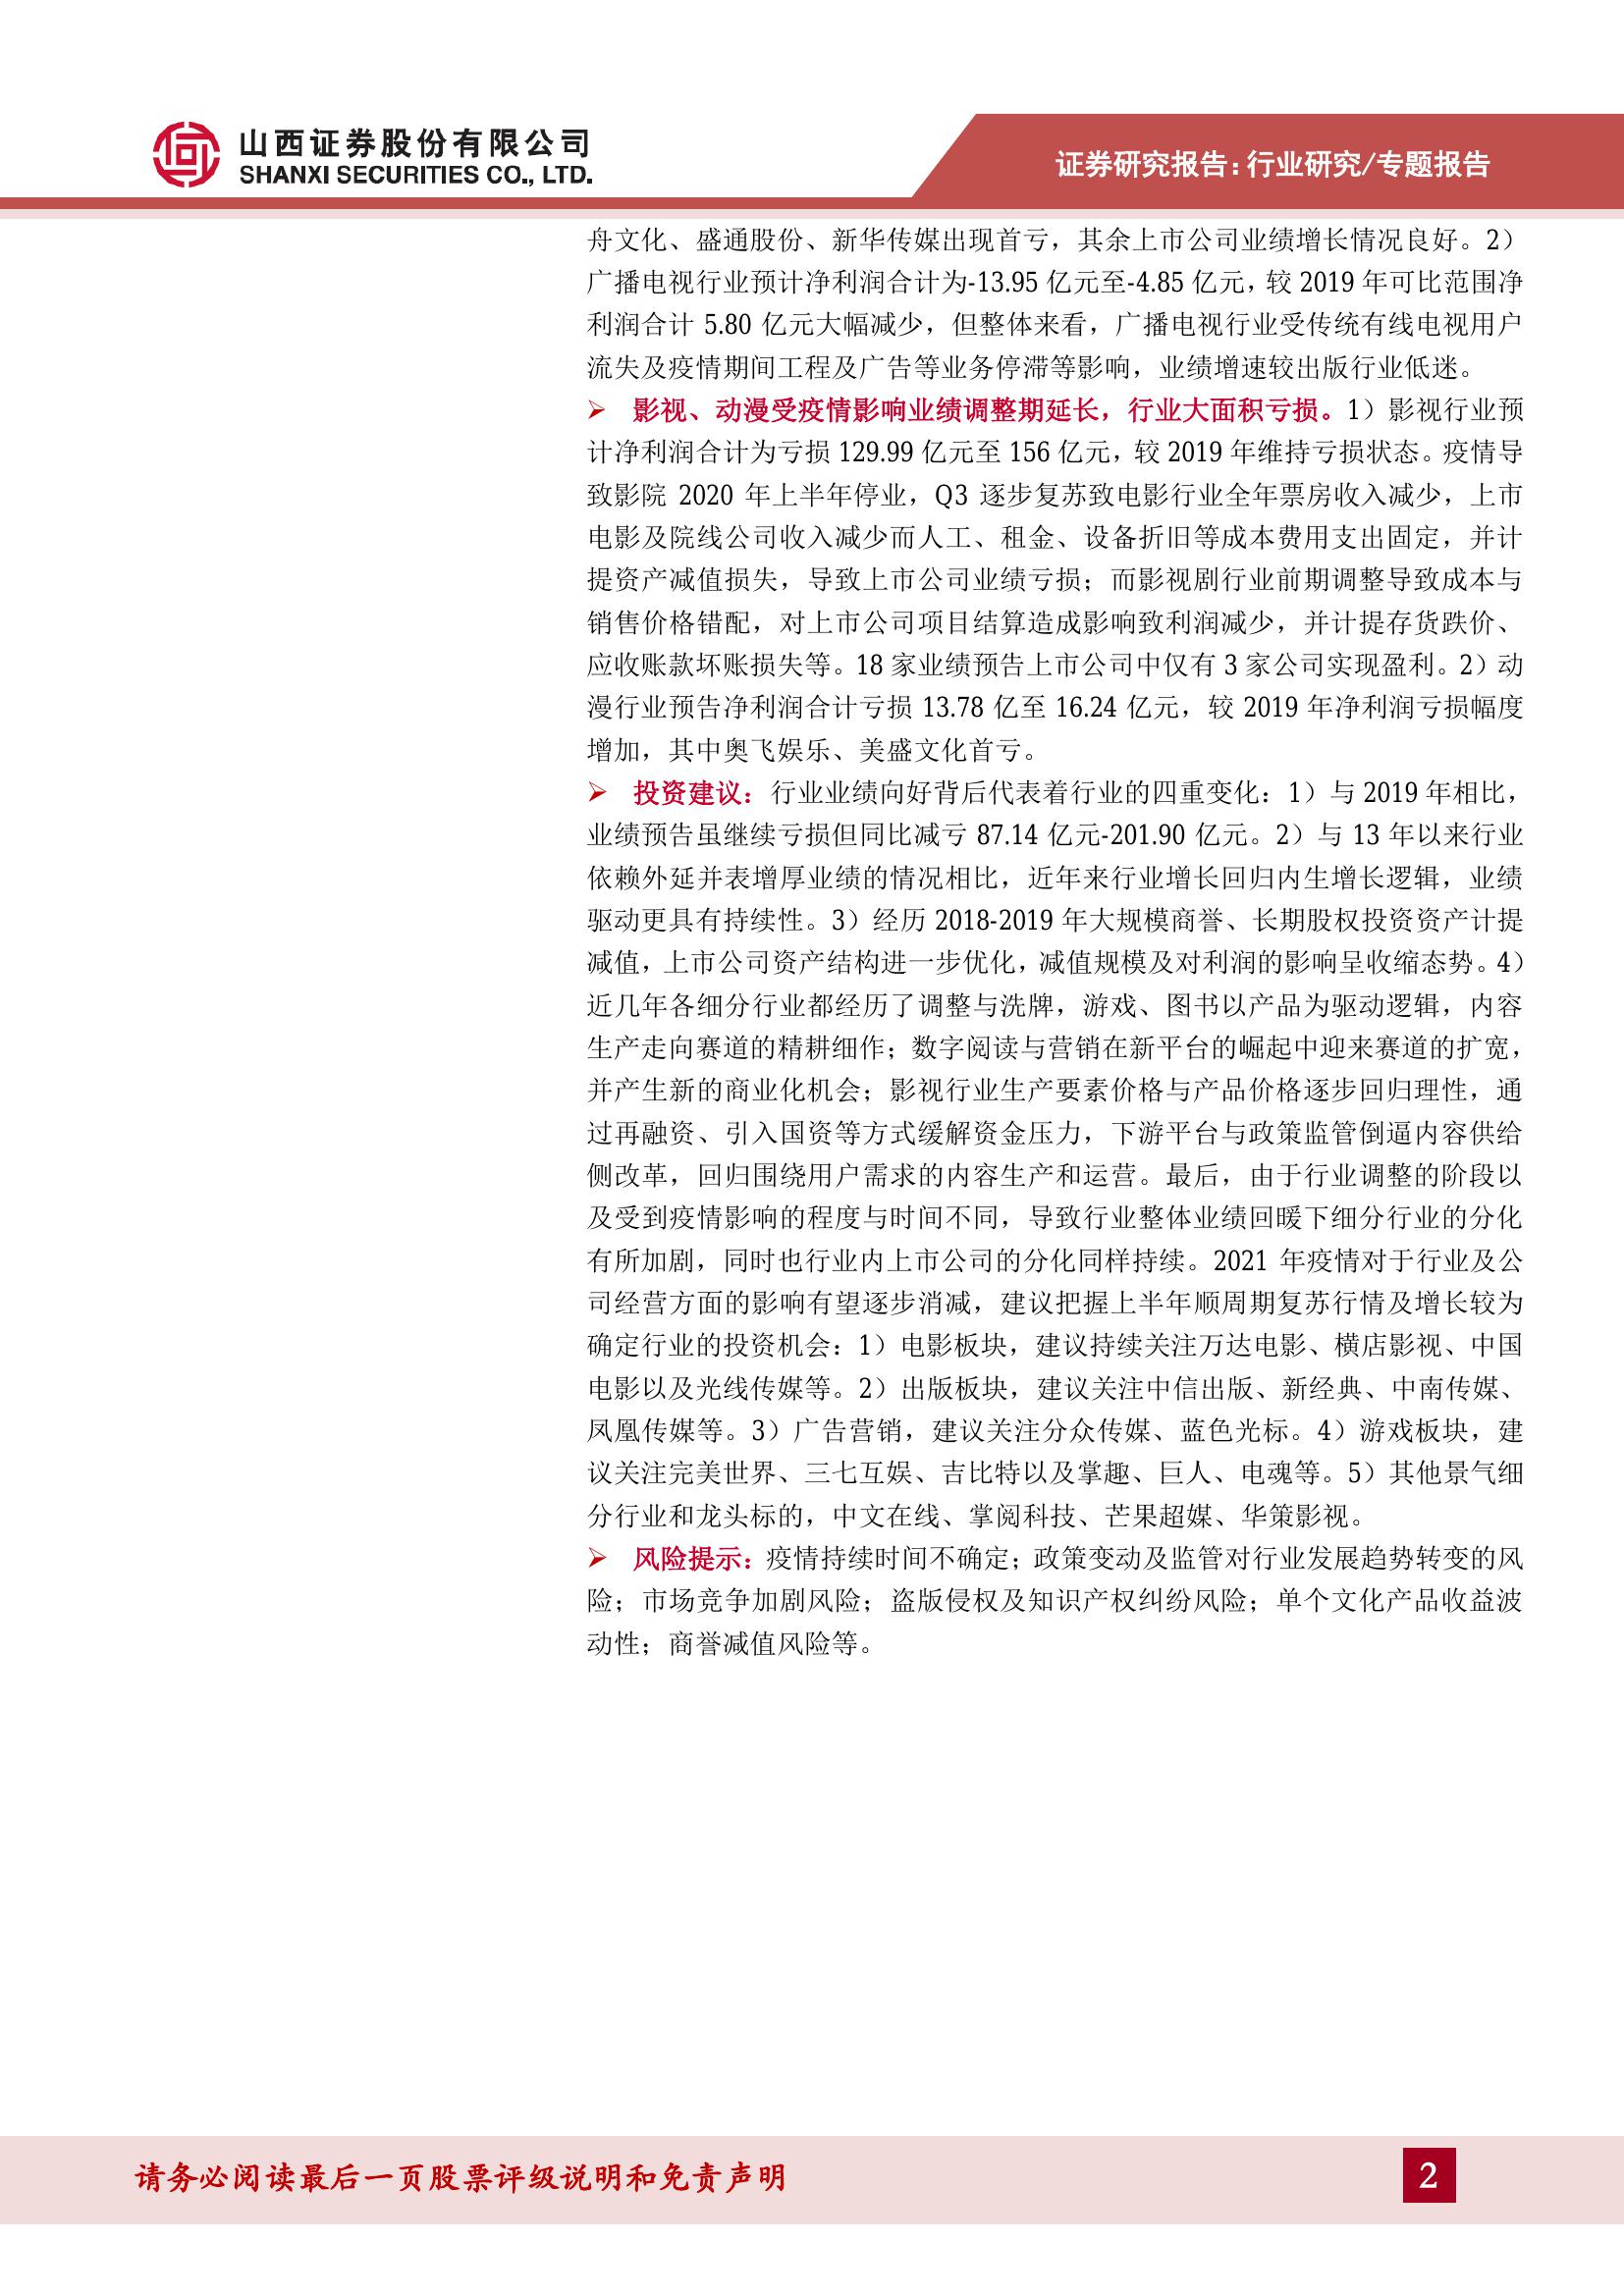 山西证券股份有限公司
SHANXI SECURITIES CO., LTD.
证券研究报告：行业研究/专题报告
舟文化、盛通股份、新华传媒出现首亏，其余上市公司业绩增长情况良好。2）
广播电视行业预计净利润合计为-13.95 亿元至-4.85 亿元，较 2019 年可比范围净
利润合计 5.80 亿元大幅减少，但整体来看，广播电视行业受传统有线电视用户
流失及疫情期间工程及广告等业务停滞等影响，业绩增速较出版行业低迷。
➢ 影视、动漫受疫情影响业绩调整期延长，行业大面积亏损。1）影视行业预
计净利润合计为亏损 129.99 亿元至 156 亿元，较 2019 年维持亏损状态。疫情导
致影院 2020 年上半年停业，Q3 逐步复苏致电影行业全年票房收入减少，上市
电影及院线公司收入减少而人工、租金、设备折旧等成本费用支出固定，并计
提资产减值损失，导致上市公司业绩亏损；而影视剧行业前期调整导致成本与
销售价格错配，对上市公司项目结算造成影响致利润减少，并计提存货跌价、
应收账款坏账损失等。18 家业绩预告上市公司中仅有 3 家公司实现盈利。2）动
漫行业预告净利润合计亏损 13.78 亿至 16.24 亿元，较 2019 年净利润亏损幅度
增加，其中奥飞娱乐、美盛文化首亏。
➢ 投资建议：行业业绩向好背后代表着行业的四重变化：1）与 2019 年相比，
业绩预告虽继续亏损但同比减亏 87.14 亿元-201.90 亿元。2）与 13 年以来行业
依赖外延并表增厚业绩的情况相比，近年来行业增长回归内生增长逻辑，业绩
驱动更具有持续性。3）经历 2018-2019 年大规模商誉、长期股权投资资产计提
减值，上市公司资产结构进一步优化，减值规模及对利润的影响呈收缩态势。4）
近几年各细分行业都经历了调整与洗牌，游戏、图书以产品为驱动逻辑，内容
生产走向赛道的精耕细作；数字阅读与营销在新平台的崛起中迎来赛道的扩宽，
并产生新的商业化机会；影视行业生产要素价格与产品价格逐步回归理性，通
过再融资、引入国资等方式缓解资金压力，下游平台与政策监管倒逼内容供给
侧改革，回归围绕用户需求的内容生产和运营。最后，由于行业调整的阶段以
及受到疫情影响的程度与时间不同，导致行业整体业绩回暖下细分行业的分化
有所加剧，同时也行业内上市公司的分化同样持续。2021 年疫情对于行业及公
司经营方面的影响有望逐步消减，建议把握上半年顺周期复苏行情及增长较为
确定行业的投资机会：1）电影板块，建议持续关注万达电影、横店影视、中国
电影以及光线传媒等。2）出版板块，建议关注中信出版、新经典、中南传媒、
凤凰传媒等。3）广告营销，建议关注分众传媒、蓝色光标。4）游戏板块，建
议关注完美世界、三七互娱、吉比特以及掌趣、巨人、电魂等。5）其他景气细
分行业和龙头标的，中文在线、掌阅科技、芒果超媒、华策影视。
➢ 风险提示：疫情持续时间不确定；政策变动及监管对行业发展趋势转变的风
险；市场竞争加剧风险；盗版侵权及知识产权纠纷风险；单个文化产品收益波
动性；商誉减值风险等。
请务必阅读最后一页股票评级说明和免责声明
2